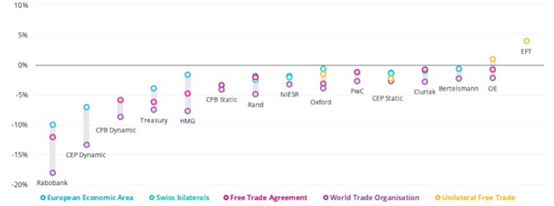 10%
5%
0%
-5%
-10%
-15%
-20%
Rabobank
CEP Dynamic
CPB Dynamic
Treasury
HMG
CPB Static
Rand
NIESR
Oxford
PwC
CEP Static
Ciuriak
Bertelsmann
OE
EFT
European Economic Area Swiss bilaterals Free Trade Agreement World Trade Organisation Unilateral Free Trade